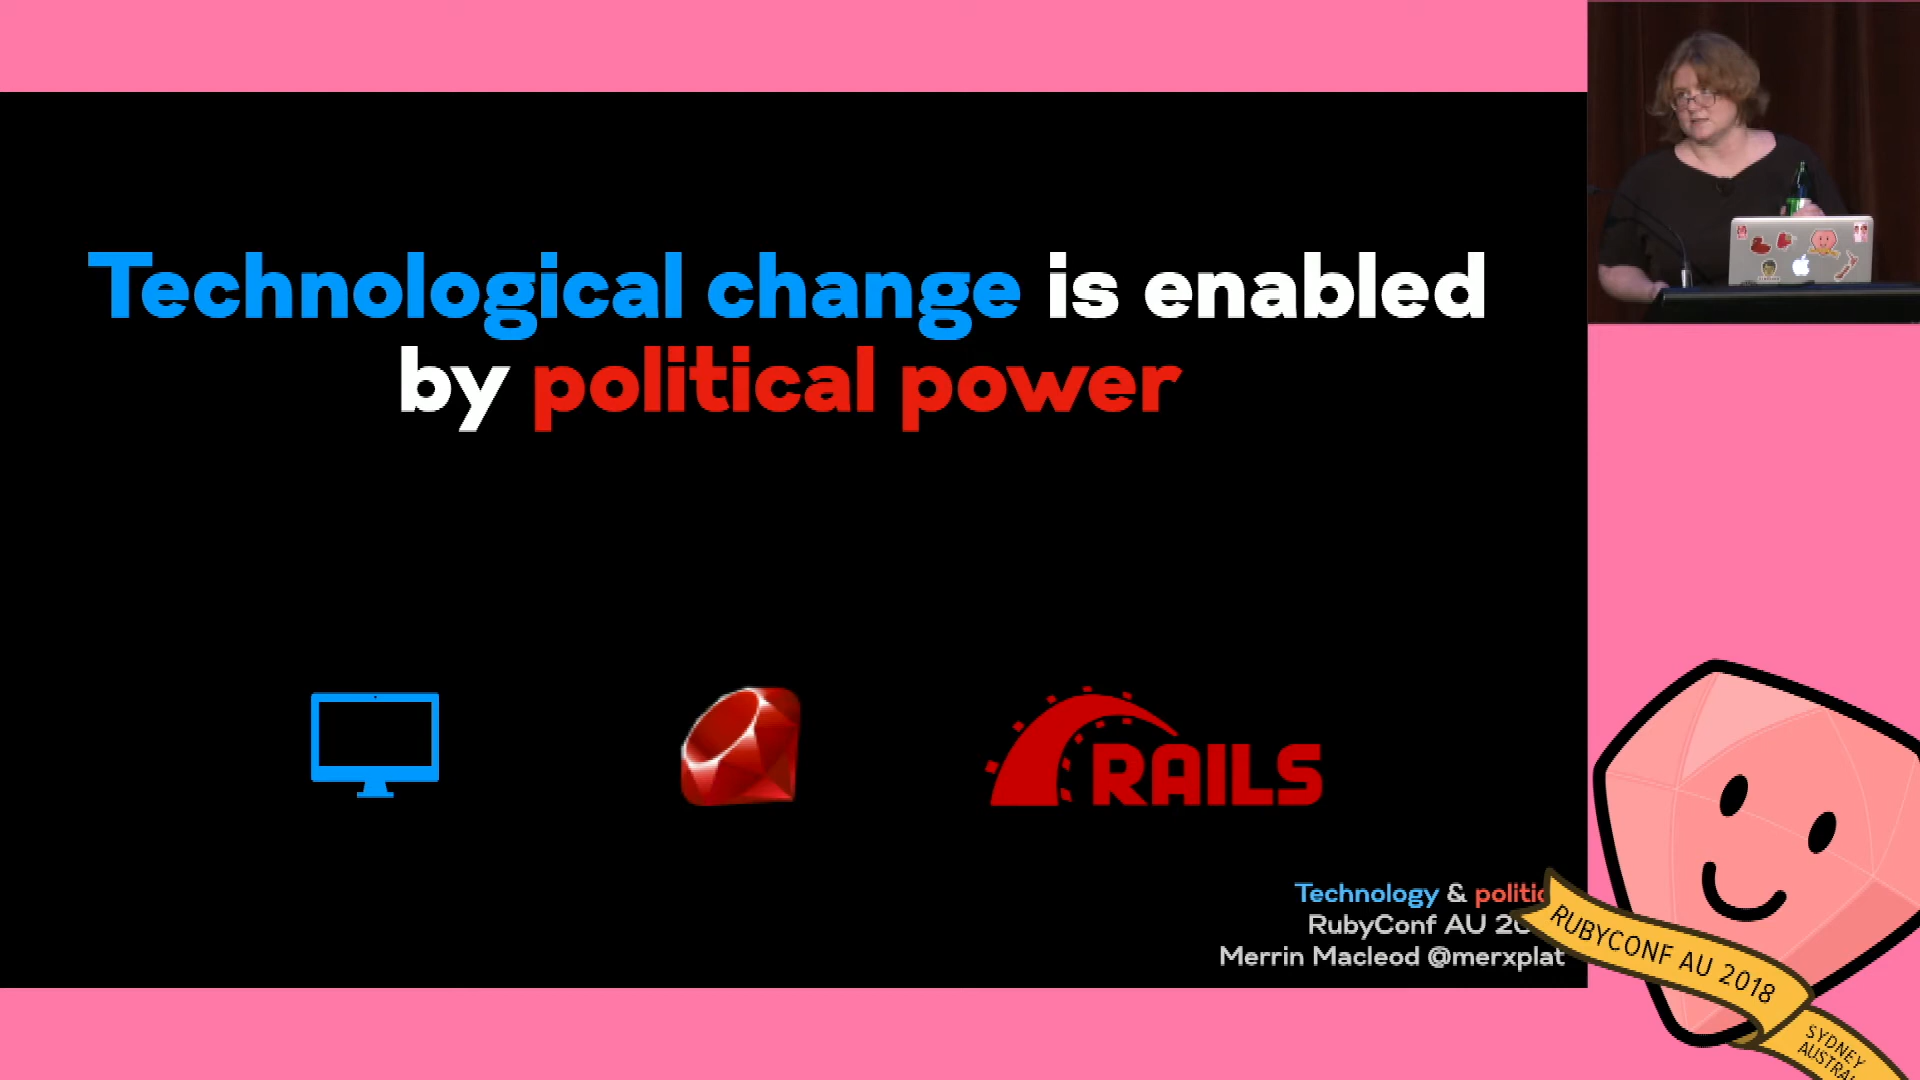 Technological change is enabled
by political power
RAILS
Technology & politic
RubyConf AU 20
Merrin Macleod @merxplat
RUBYCONF AU 2018
SYDNEY
AUSTRAL